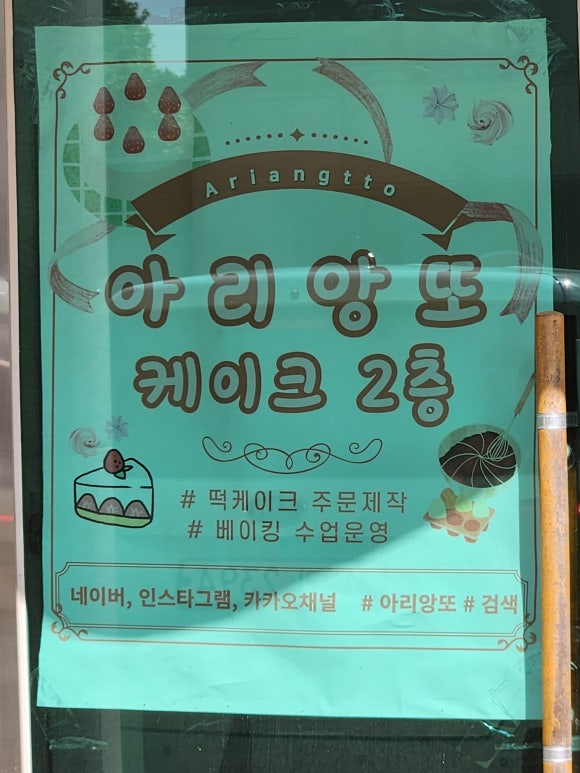 Ariangtto
아리앙또
케이크 2층
# 떡케이크 주문제작
# 베이킹 수업운영
네이버, 인스타그램, 카카오채널 # 아리앙또 # 검색